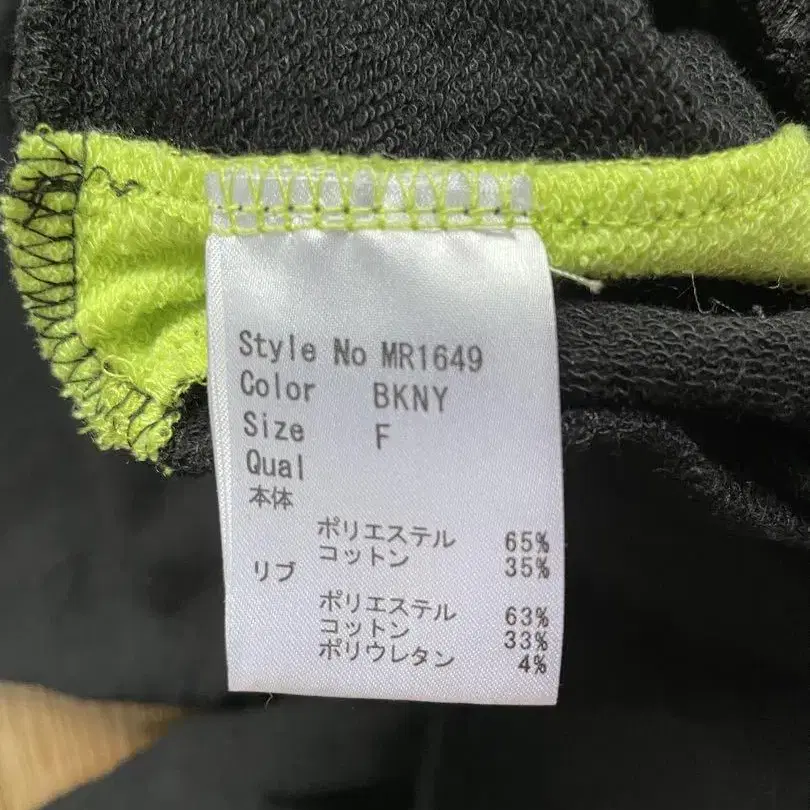 Style No MR1649
Color BKNY
Size F
Qual
本体
ポリエステル 65%
コットン 35%
リブ
ポリエステル 63%
コットン 33%
ポリウレタン 4%